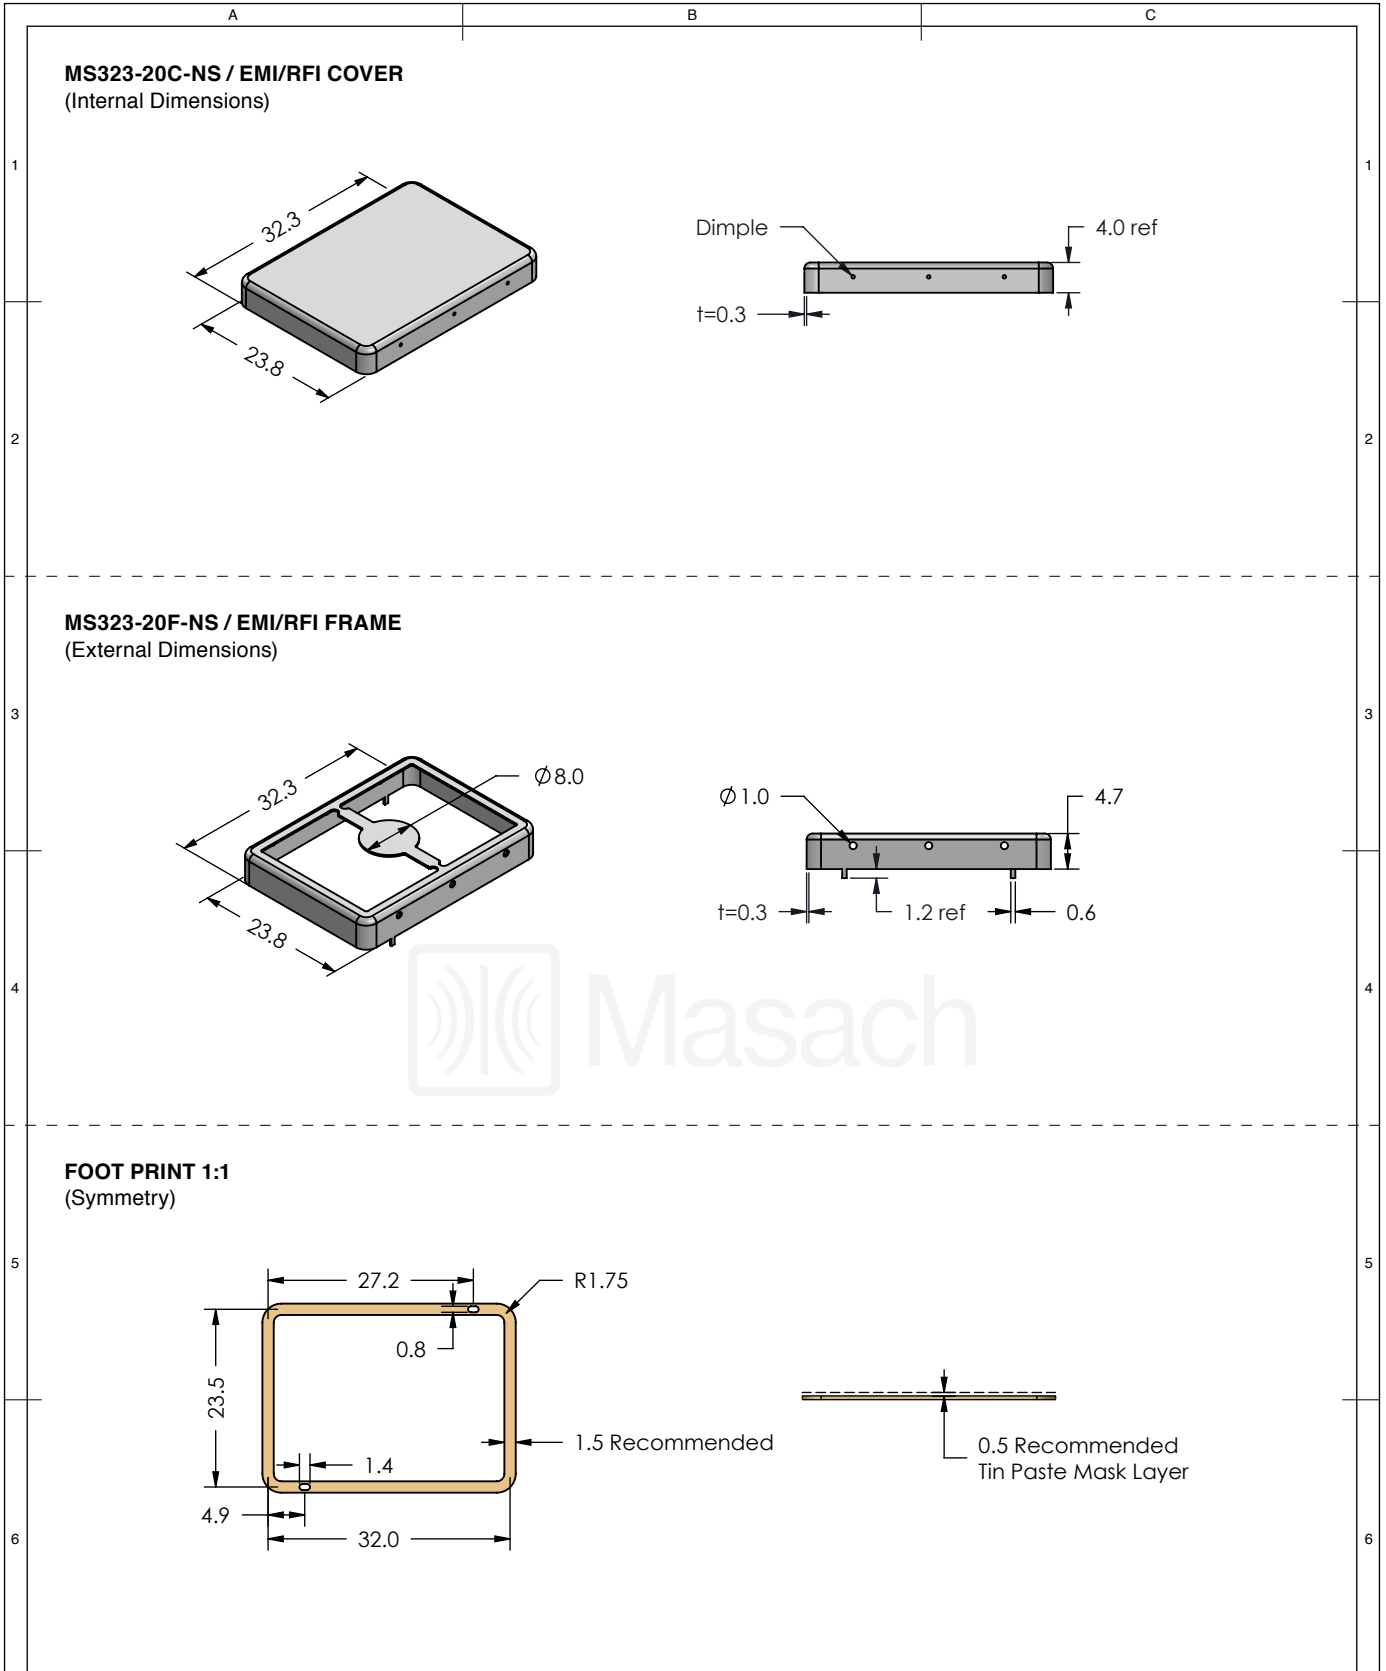 A B C
MS323-20C-NS / EMI/RFI COVER
(Internal Dimensions)
1 1
32.3
23.8
Dimple
4.0 ref
t=0.3
2 2
MS323-20F-NS / EMI/RFI FRAME
(External Dimensions)
3 3
32.3
Ø8.0
23.8
Ø1.0
4.7
t=0.3
1.2 ref
0.6
Masach
4 4
FOOT PRINT 1:1
(Symmetry)
5 5
27.2
R1.75
0.8
23.5
1.5 Recommended
1.4
4.9
32.0
0.5 Recommended
Tin Paste Mask Layer
6 6